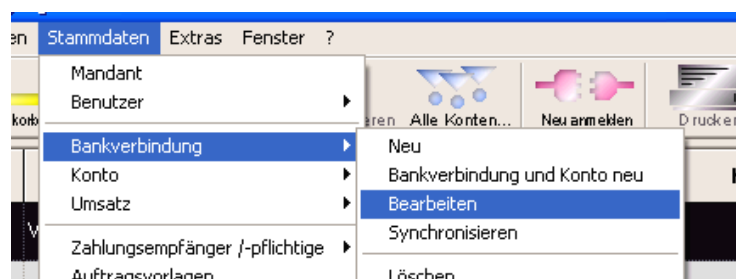 Stammdaten Extras Fenster ?
Mandant
Benutzer
Alle Konten... Neu anmelden Drucken
Bankverbindung
Neu
Konto
Bankverbindung und Konto neu
Umsatz
Bearbeiten
Synchronisieren
Zahlungsempfänger /-pflichtige
Auftragsvorlagen
Löschen